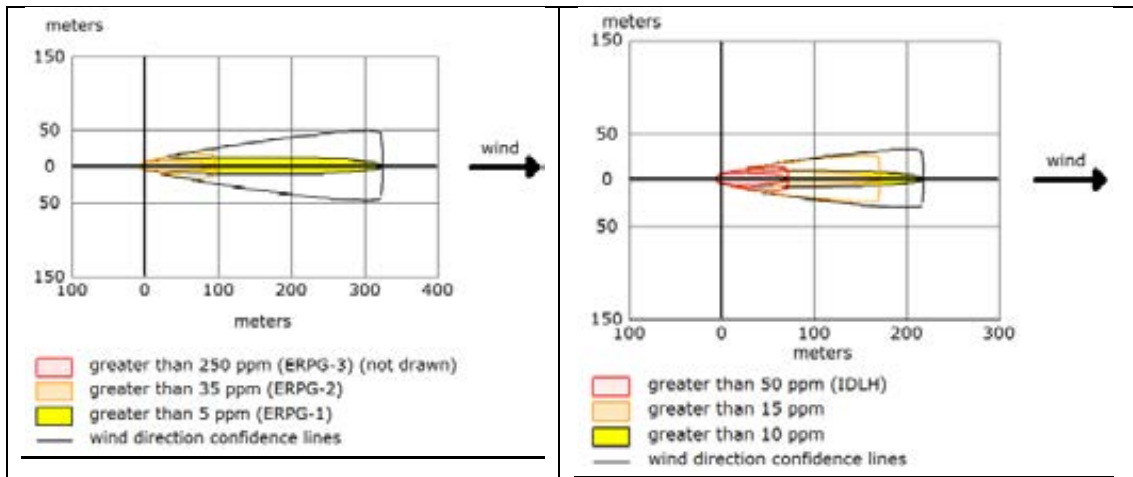 meters
150
50
0
50
150
100 0 100 200 300 400
meters
wind
greater than 250 ppm (ERPG-3) (not drawn)
greater than 35 ppm (ERPG-2)
greater than 5 ppm (ERPG-1)
wind direction confidence lines
meters
150
50
0
50
150
100 0 100 200 300
meters
wind
greater than 50 ppm (IDLH)
greater than 15 ppm
greater than 10 ppm
wind direction confidence lines